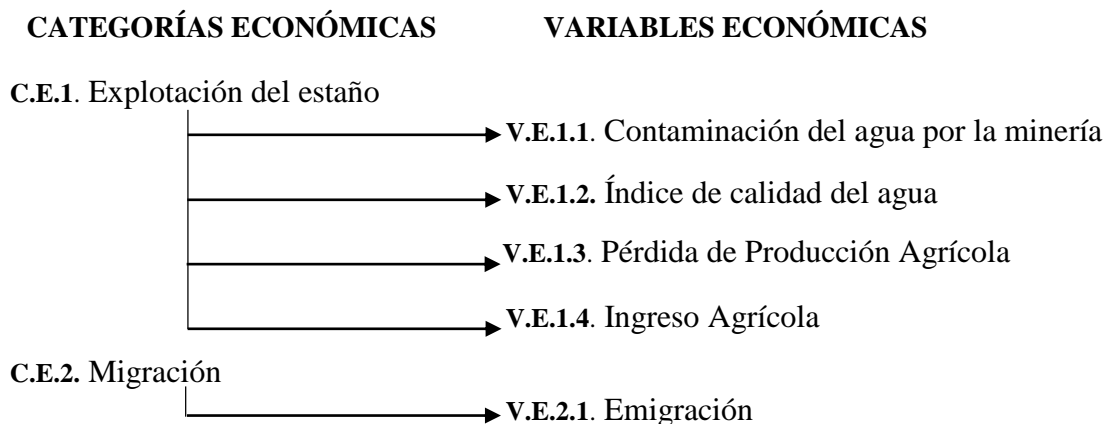 CATEGORÍAS ECONÓMICAS VARIABLES ECONÓMICAS
C.E.1. Explotación del estaño
V.E.1.1. Contaminación del agua por la minería
V.E.1.2. Índice de calidad del agua
V.E.1.3. Pérdida de Producción Agrícola
V.E.1.4. Ingreso Agrícola
C.E.2. Migración
V.E.2.1. Emigración